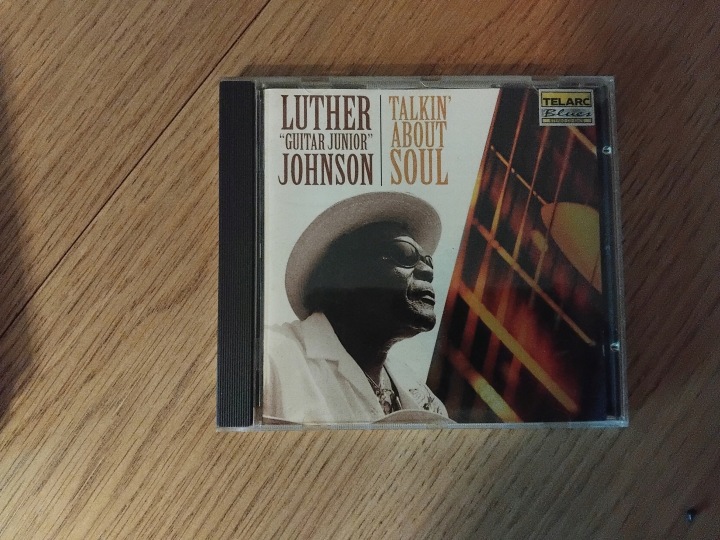 LUTHER
"GUITAR JUNIOR"
JOHNSON
TALKIN'
ABOUT
SOUL
TELARC
Blues